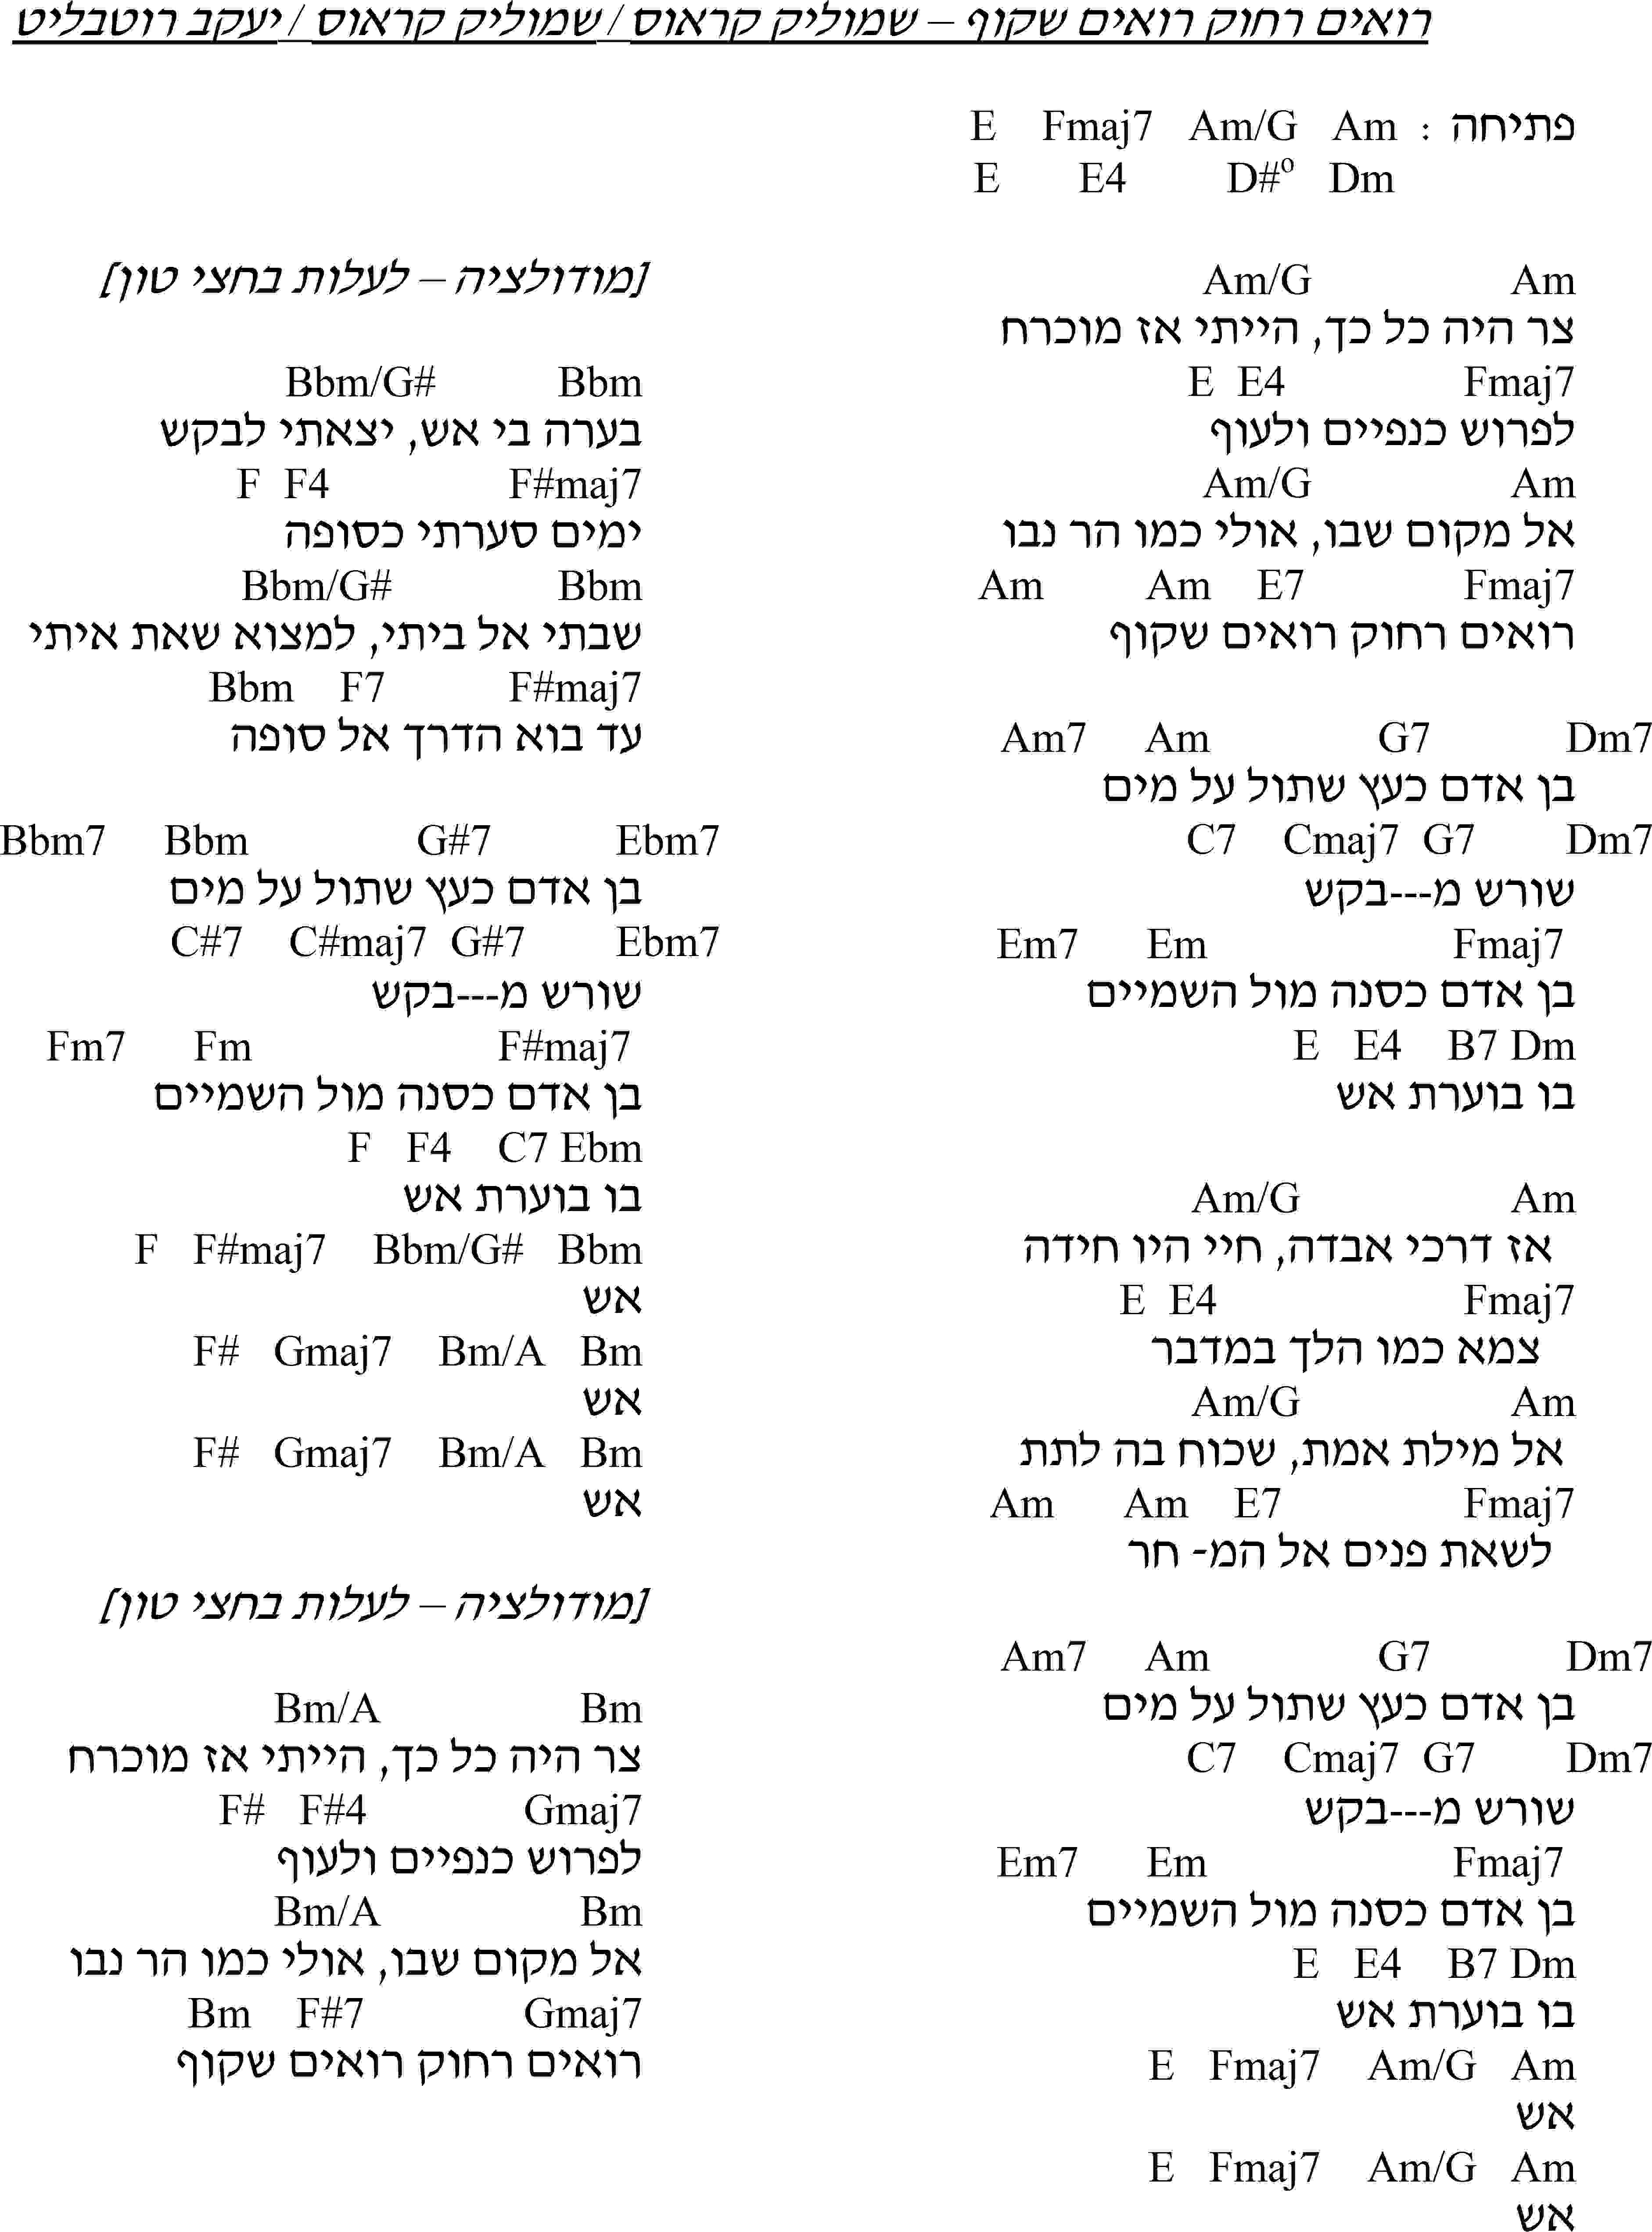 רואים רחוק רואים שקוף – שמוליק קראוס / שמוליק קראוס / יעקב רוטבליט
פתיחה : E Fmaj7 Am/G Am
E E4 D#º Dm
Am/G Am
צר היה כל כך, הייתי אז מוכרח
E E4 Fmaj7
לפרוש כנפיים ולעוף
Am/G Am
אל מקום שבו, אולי כמו הר נבו
Am Am E7 Fmaj7
רואים רחוק רואים שקוף
Am7 Am G7 Dm7
בן אדם כעץ שתול על מים
C7 Cmaj7 G7 Dm7
שורש מ---בקש
Em7 Em Fmaj7
בן אדם כסנה מול השמיים
E E4 B7 Dm
בו בוערת אש
Am/G Am
אז דרכי אבדה, חיי היו חידה
E E4 Fmaj7
צמא כמו הלך במדבר
Am/G Am
אל מילת אמת, שכוח בה לתת
Am Am E7 Fmaj7
לשאת פנים אל המ- חר
Am7 Am G7 Dm7
בן אדם כעץ שתול על מים
C7 Cmaj7 G7 Dm7
שורש מ---בקש
Em7 Em Fmaj7
בן אדם כסנה מול השמיים
E E4 B7 Dm
בו בוערת אש
E Fmaj7 Am/G Am
אש
E Fmaj7 Am/G Am
אש
[מודולציה – לעלות בחצי טון]
Bbm/G# Bbm
בערה בי אש, יצאתי לבקש
F F4 F#maj7
ימים סערתי כסופה
Bbm/G# Bbm
שבתי אל ביתי, למצוא שאת איתי
Bbm F7 F#maj7
עד בוא הדרך אל סופה
Bbm7 Bbm G#7 Ebm7
בן אדם כעץ שתול על מים
C#7 C#maj7 G#7 Ebm7
שורש מ---בקש
Fm7 Fm F#maj7
בן אדם כסנה מול השמיים
F F4 C7 Ebm
בו בוערת אש
F F#maj7 Bbm/G# Bbm
אש
F# Gmaj7 Bm/A Bm
אש
F# Gmaj7 Bm/A Bm
אש
[מודולציה – לעלות בחצי טון]
Bm/A Bm
צר היה כל כך, הייתי אז מוכרח
F# F#4 Gmaj7
לפרוש כנפיים ולעוף
Bm/A Bm
אל מקום שבו, אולי כמו הר נבו
Bm F#7 Gmaj7
רואים רחוק רואים שקוף